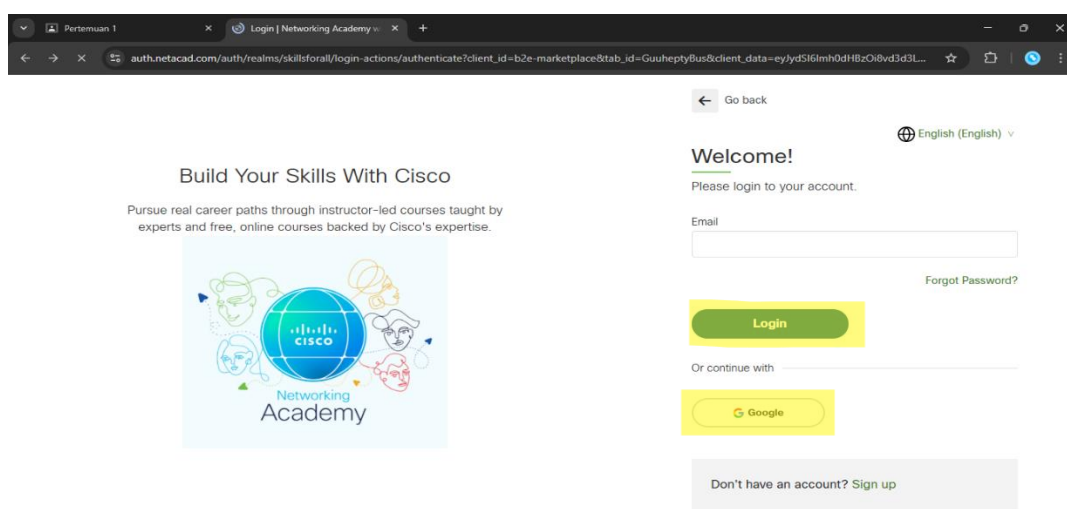 Pertemuan 1
Login | Networking Academy w
auth.netacad.com/auth/realms/skillsforall/login-actions/authenticate?client_id=b2e-marketplace&tab_id=GuuheptyBus&client_data=eyJydSI6Imh0dHBzOi8vd3d3L...
Go back
English (English)
Welcome!
Please login to your account.
Email
Forgot Password?
Login
Or continue with
Google
Don't have an account? Sign up
Build Your Skills With Cisco
Pursue real career paths through instructor-led courses taught by
experts and free, online courses backed by Cisco's expertise.
CISCO
Networking
Academy